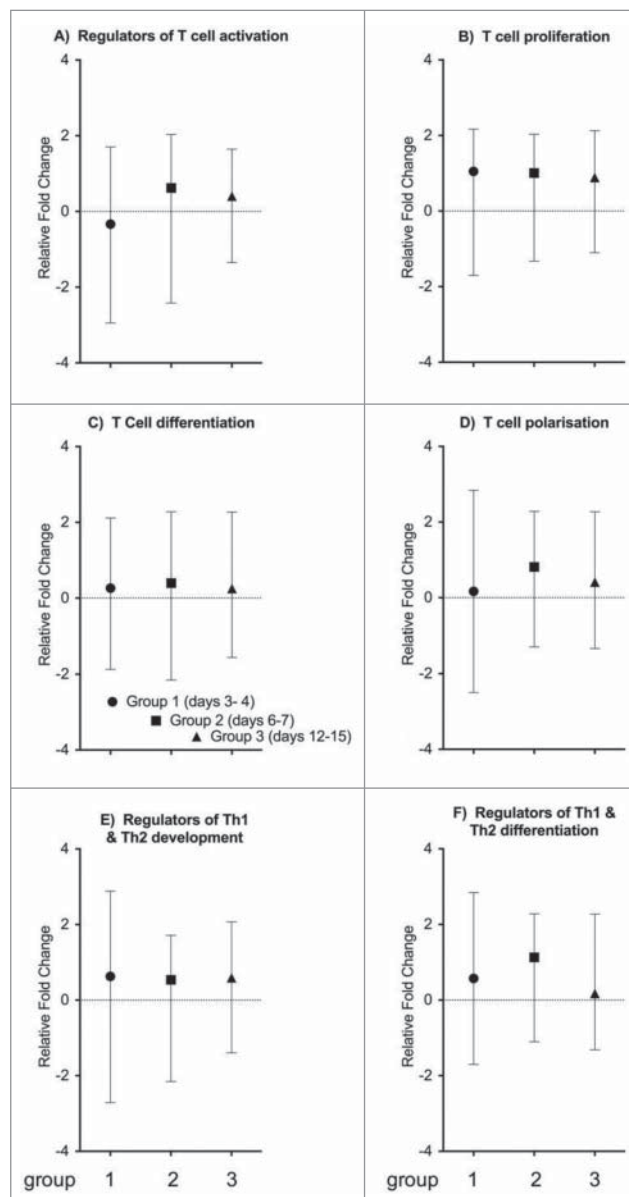 A) Regulators of T cell activation
4
2
0
-2
-4
Relative Fold Change
B) T cell proliferation
4
2
0
-2
-4
Relative Fold Change
C) T Cell differentiation
4
2
0
-2
-4
Relative Fold Change
Group 1 (days 3- 4)
Group 2 (days 6-7)
Group 3 (days 12-15)
D) T cell polarisation
4
2
0
-2
-4
Relative Fold Change
E) Regulators of Th1
& Th2 development
4
2
0
-2
-4
Relative Fold Change
group 1 2 3
F) Regulators of Th1 &
Th2 differentiation
4
2
0
-2
-4
Relative Fold Change
group 1 2 3